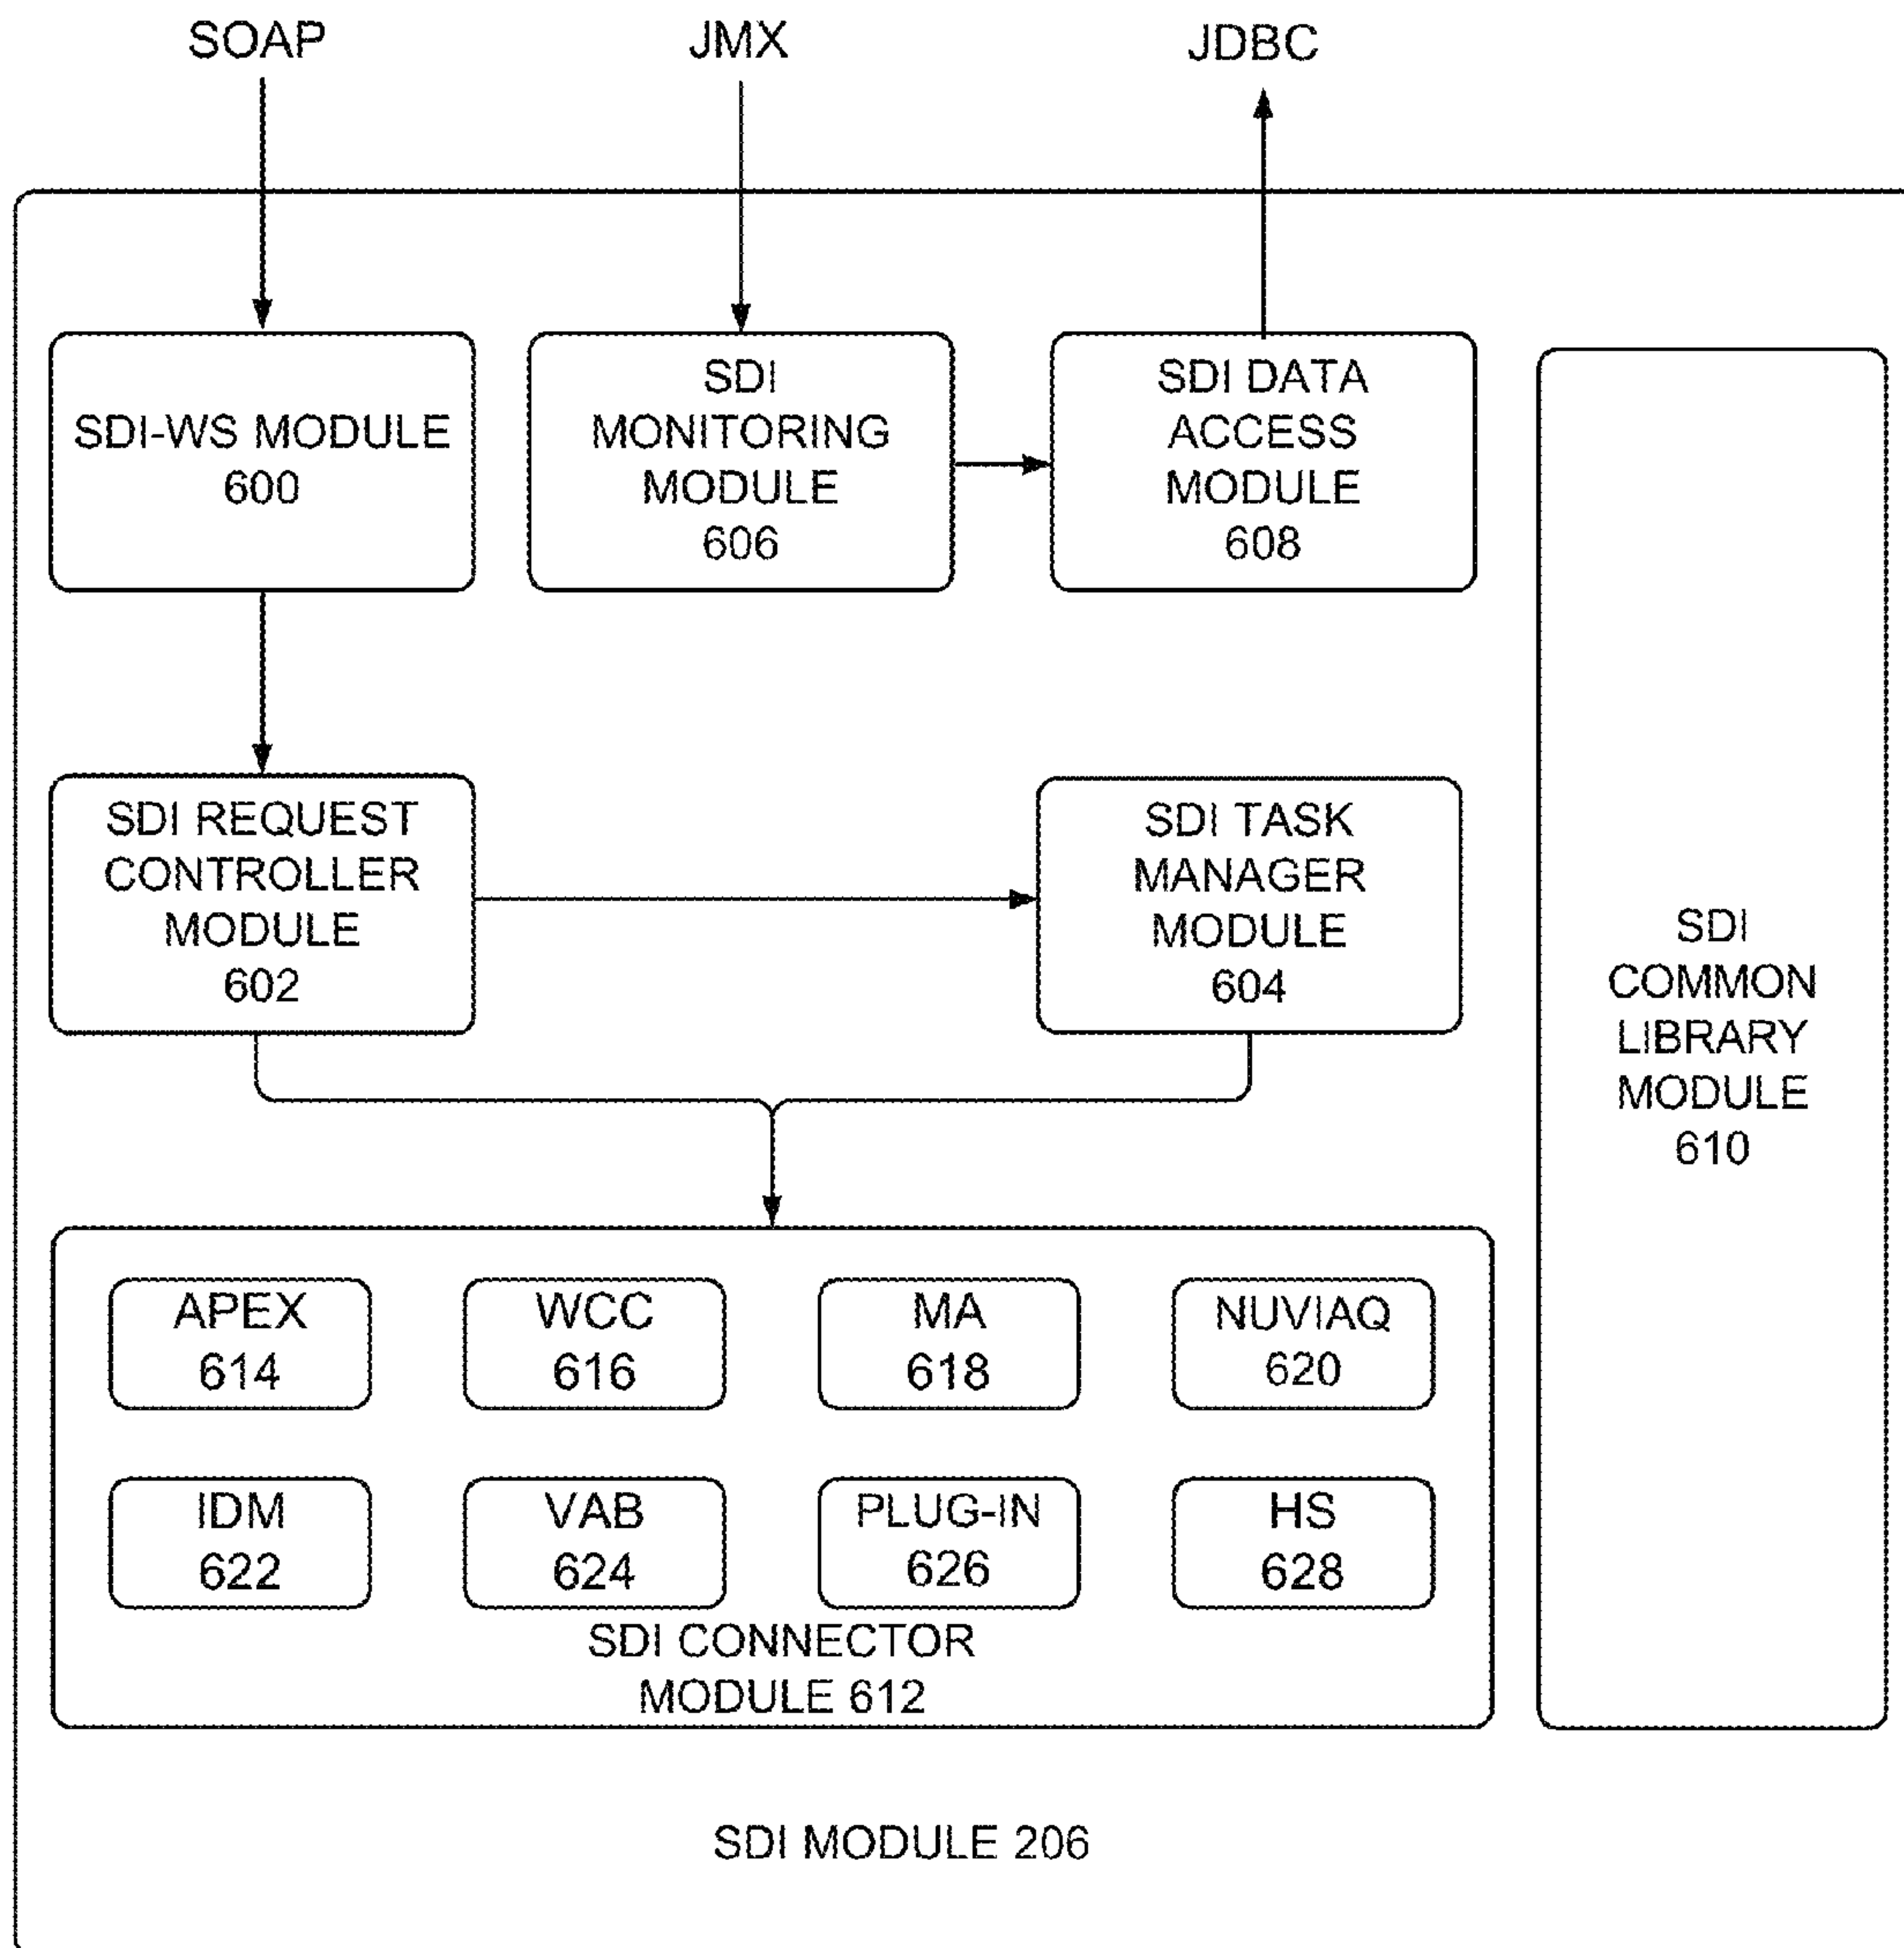 SOAP
JMX
JDBC
SDI-WS MODULE
600
SDI
MONITORING
MODULE
606
SDI DATA
ACCESS
MODULE
608
SDI REQUEST
CONTROLLER
MODULE
602
SDI TASK
MANAGER
MODULE
604
SDI
COMMON
LIBRARY
MODULE
610
APEX
614
WCC
616
MA
618
NUVIAQ
620
IDM
622
VAB
624
PLUG-IN
626
HS
628
SDI CONNECTOR
MODULE 612
SDI MODULE 206